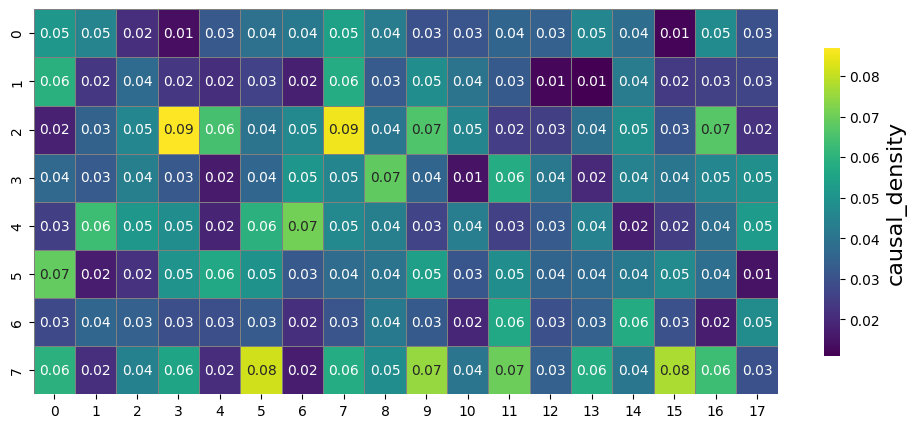 0 0.05 0.05 0.02 0.01 0.03 0.04 0.04 0.05 0.04 0.03 0.03 0.04 0.03 0.05 0.04 0.01 0.05 0.03
1 0.06 0.02 0.04 0.02 0.02 0.03 0.02 0.06 0.03 0.05 0.04 0.03 0.01 0.01 0.04 0.02 0.03 0.03
2 0.02 0.03 0.05 0.09 0.06 0.04 0.05 0.09 0.04 0.07 0.05 0.02 0.03 0.04 0.05 0.03 0.07 0.02
3 0.04 0.03 0.04 0.03 0.02 0.04 0.05 0.05 0.07 0.04 0.01 0.06 0.04 0.02 0.04 0.04 0.05 0.05
4 0.03 0.06 0.05 0.05 0.02 0.06 0.07 0.05 0.04 0.03 0.04 0.03 0.03 0.04 0.02 0.02 0.04 0.05
5 0.07 0.02 0.02 0.05 0.06 0.05 0.03 0.04 0.04 0.05 0.03 0.05 0.04 0.04 0.04 0.05 0.04 0.01
6 0.03 0.04 0.03 0.03 0.03 0.03 0.02 0.03 0.04 0.03 0.02 0.06 0.03 0.03 0.06 0.03 0.02 0.05
7 0.06 0.02 0.04 0.06 0.02 0.08 0.02 0.06 0.05 0.07 0.04 0.07 0.03 0.06 0.04 0.08 0.06 0.03
0 1 2 3 4 5 6 7 8 9 10 11 12 13 14 15 16 17
0.08
0.07
0.06
0.05
0.04
0.03
0.02
causal_density